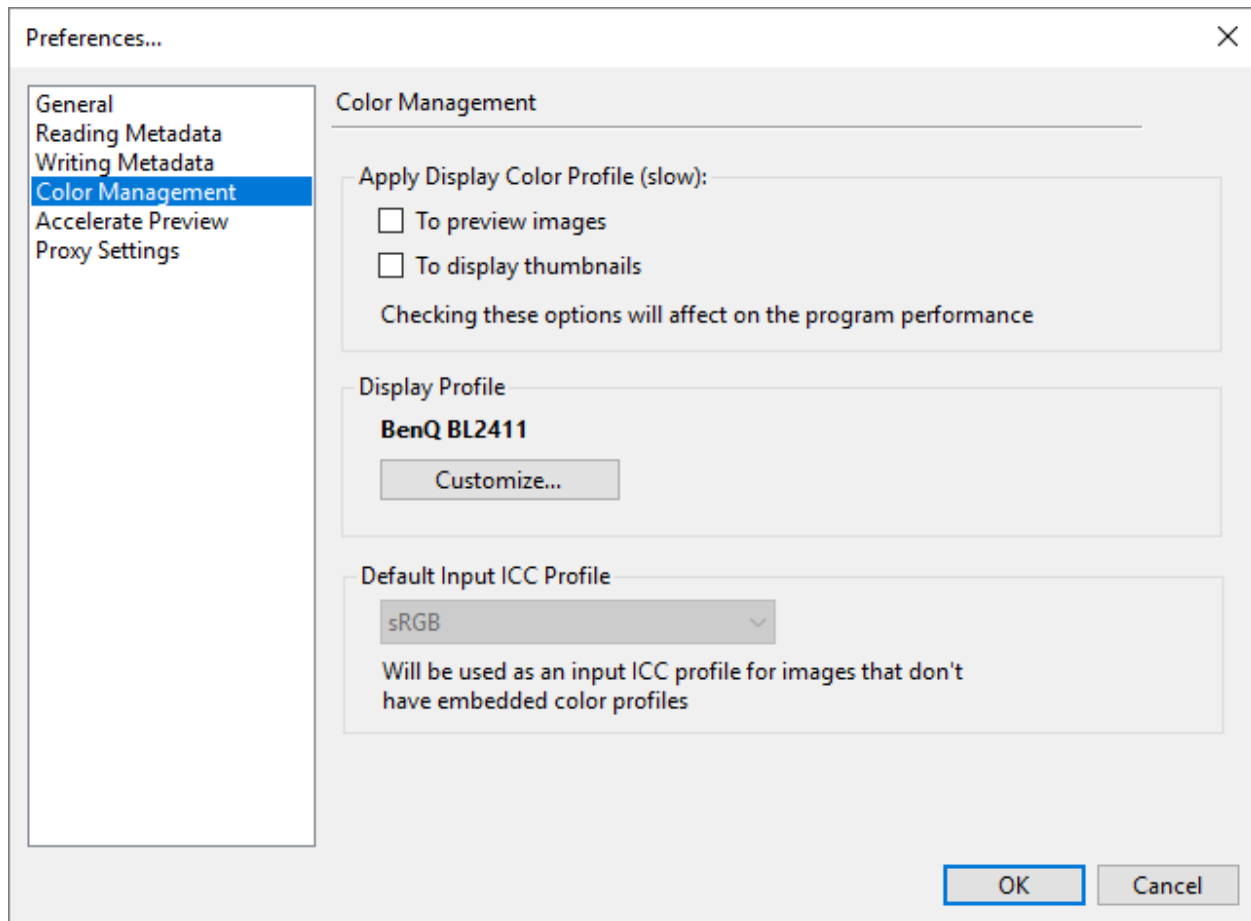 Preferences...
General
Reading Metadata
Writing Metadata
Color Management
Accelerate Preview
Proxy Settings
Color Management
Apply Display Color Profile (slow):
To preview images
To display thumbnails
Checking these options will affect on the program performance
Display Profile
BenQ BL2411
Customize...
Default Input ICC Profile
sRGB
Will be used as an input ICC profile for images that don't
have embedded color profiles
OK
Cancel